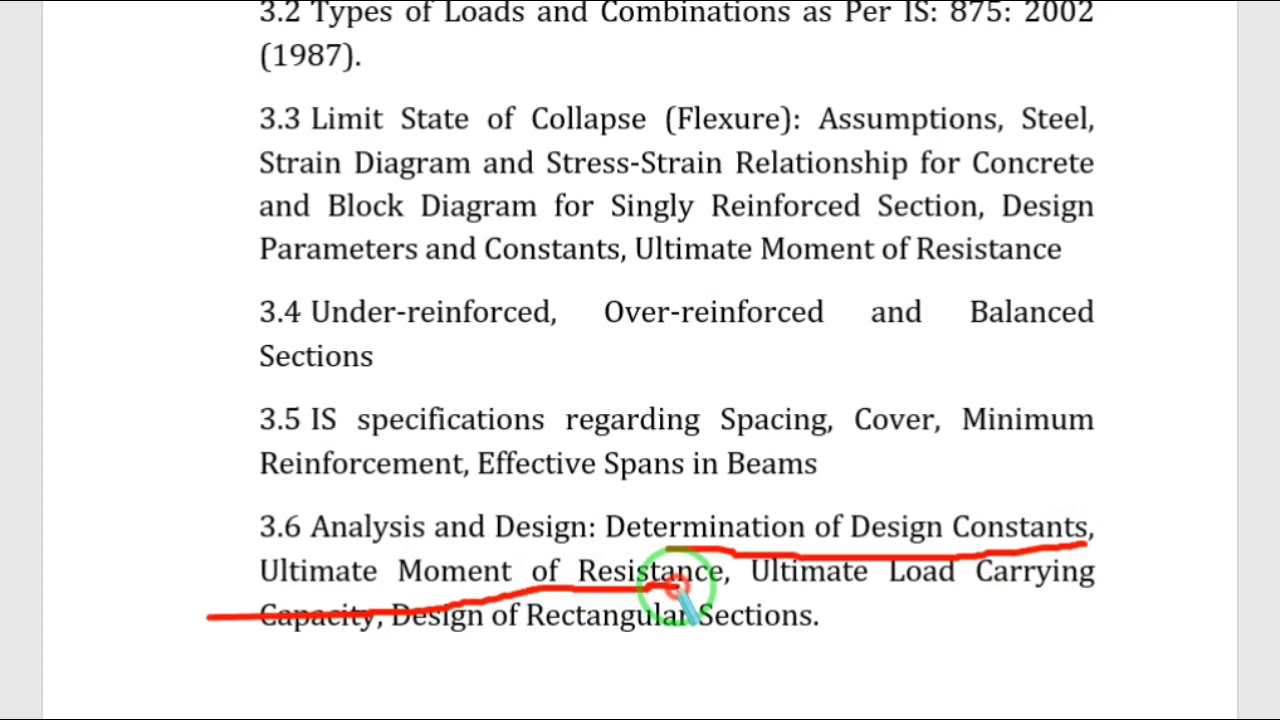 3.2 Types of Loads and Combinations as Per IS: 875: 2002
(1987).
3.3 Limit State of Collapse (Flexure): Assumptions, Steel,
Strain Diagram and Stress-Strain Relationship for Concrete
and Block Diagram for Singly Reinforced Section, Design
Parameters and Constants, Ultimate Moment of Resistance
3.4 Under-reinforced, Over-reinforced and Balanced
Sections
3.5 IS specifications regarding Spacing, Cover, Minimum
Reinforcement, Effective Spans in Beams
3.6 Analysis and Design: Determination of Design Constants,
Ultimate Moment of Resistance, Ultimate Load Carrying
Capacity, Design of Rectangular Sections.